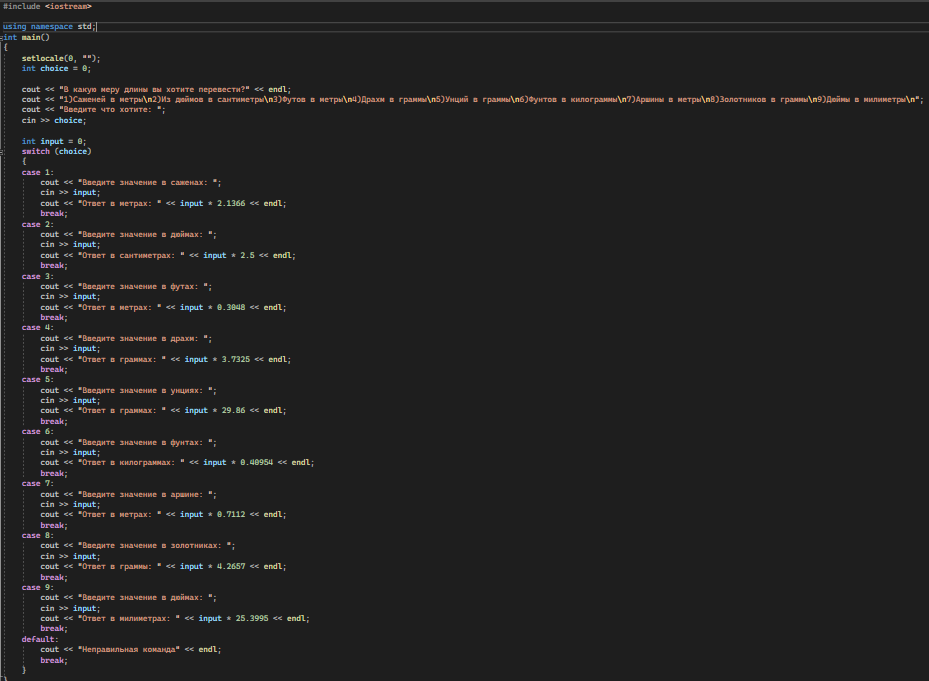 #include <iostream>
using namespace std;
int main()
{
setlocale(0, "");
int choice = 0;
cout << "В какую меру длины вы хотите перевести?" << endl;
cout << "1)Саженей в метры\n2)Из дюймов в сантиметры\n3)Футов в метры\n4)Драхм в граммы\n5)Унций в граммы\n6)Фунтов в килограммы\n7)Аршины в метры\n8)Золотников в граммы\n9)Дюймы в милиметры\n";
cout << "Введите что хотите: ";
cin >> choice;
int input = 0;
switch (choice)
{
case 1:
cout << "Введите значение в саженах: ";
cin >> input;
cout << "Ответ в метрах: " << input * 2.1366 << endl;
break;
case 2:
cout << "Введите значение в дюймах: ";
cin >> input;
cout << "Ответ в сантиметрах: " << input * 2.5 << endl;
break;
case 3:
cout << "Введите значение в футах: ";
cin >> input;
cout << "Ответ в метрах: " << input * 0.3048 << endl;
break;
case 4:
cout << "Введите значение в драхм: ";
cin >> input;
cout << "Ответ в граммах: " << input * 3.7325 << endl;
break;
case 5:
cout << "Введите значение в унциях: ";
cin >> input;
cout << "Ответ в граммах: " << input * 29.86 << endl;
break;
case 6:
cout << "Введите значение в фунтах: ";
cin >> input;
cout << "Ответ в килограммах: " << input * 0.40954 << endl;
break;
case 7:
cout << "Введите значение в аршине: ";
cin >> input;
cout << "Ответ в метрах: " << input * 0.7112 << endl;
break;
case 8:
cout << "Введите значение в золотниках: ";
cin >> input;
cout << "Ответ в граммы: " << input * 4.2657 << endl;
break;
case 9:
cout << "Введите значение в дюймах: ";
cin >> input;
cout << "Ответ в милиметрах: " << input * 25.3995 << endl;
break;
default:
cout << "Неправильная команда" << endl;
break;
}
}